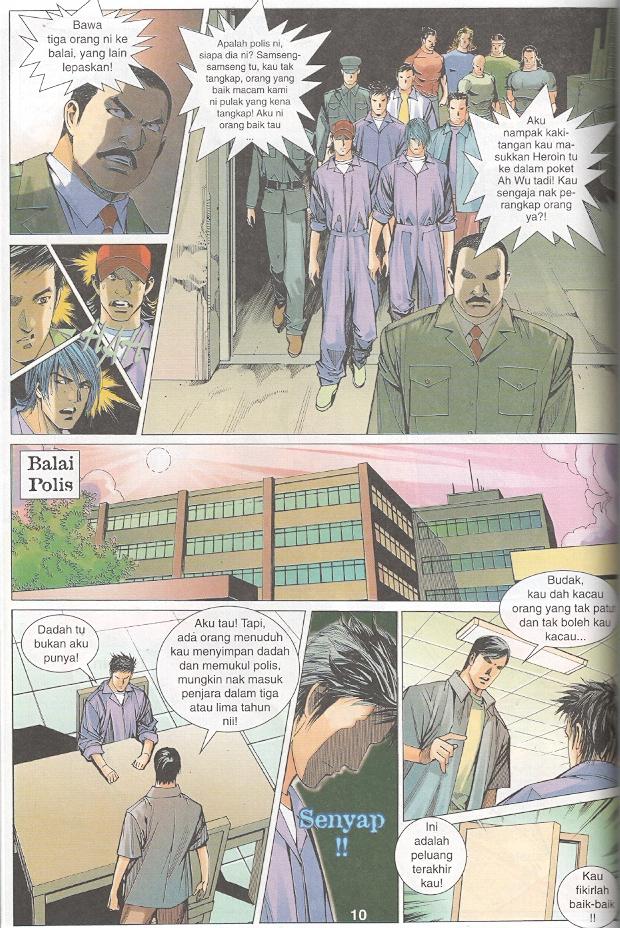 Bawa
tiga orang ni ke
balai, yang lain
lepaskan!
Apalah polis ni,
siapa dia ni? Samseng-
samseng tu, kau tak
tangkap, orang yang
baik macam kami
ni pulak yang kena
tangkap! Aku ni
orang baik tau
...
Aku
nampak kaki-
tangan kau ma-
sukkan Heroin tu
ke dalam poket
Ah Wu tadi! Kau
sengaja nak pe-
rangkap orang
ya?!
Balai
Polis
Dadah tu
bukan aku
punya!
Aku tau! Tapi,
ada orang menuduh
kau menyimpan dadah
dan memukul polis,
mungkin nak masuk
penjara dalam tiga
atau lima tahun
nii!
Senyap
!!
Budak,
kau dah kacau
orang yang tak patut
dan tak boleh kau
kacau...
Ini
adalah
peluang
terakhir
kau!
Kau
fikirlah
baik-baik
!!
10